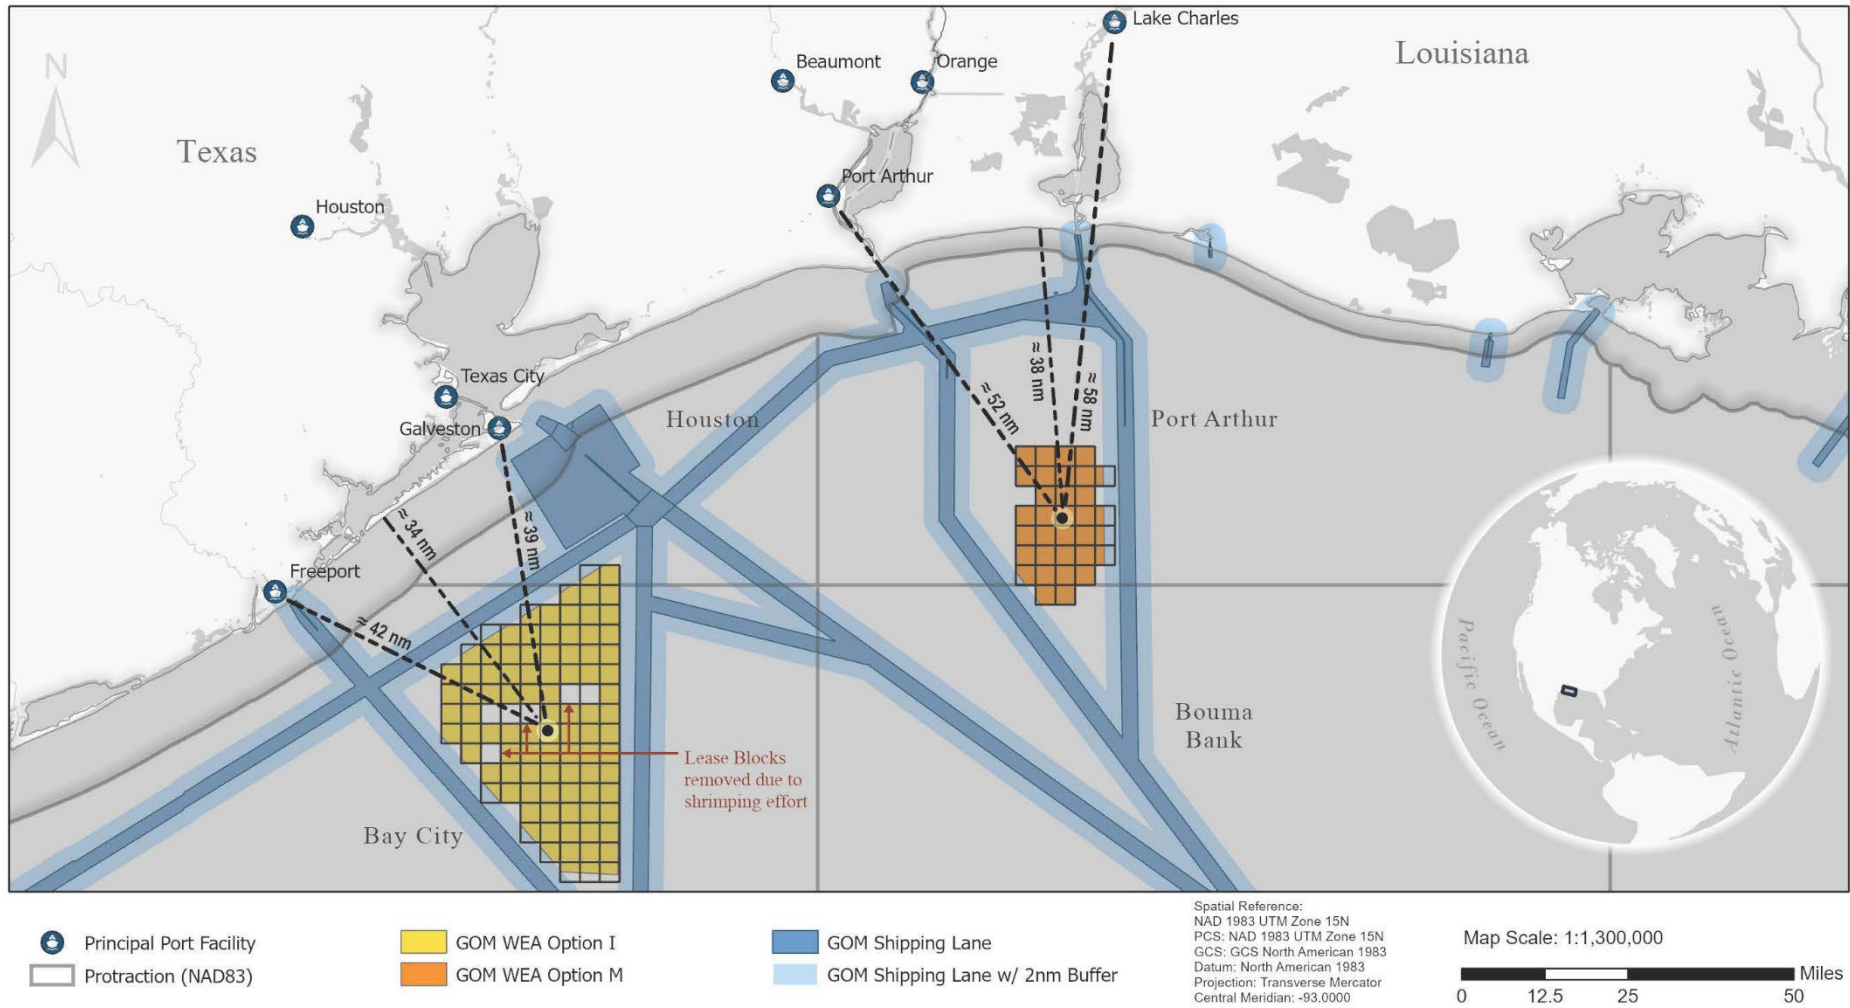 Lake Charles
Beaumont
Orange
Louisiana
N
Texas
Port Arthur
Houston
≈ 38 nm
≈ 52 nm
≈ 58 nm
Texas City
Galveston
Houston
Port Arthur
≈ 34 nm
≈ 39 nm
Freeport
≈ 42 nm
Pacific Ocean
Atlantic Ocean
Bouma
Bank
Lease Blocks
removed due to
shrimping effort
Bay City
Principal Port Facility
Protraction (NAD83)
GOM WEA Option I
GOM WEA Option M
GOM Shipping Lane
GOM Shipping Lane w/ 2nm Buffer
Spatial Reference:
NAD 1983 UTM Zone 15N
PCS: NAD 1983 UTM Zone 15N
GCS: GCS North American 1983
Datum: North American 1983
Projection: Transverse Mercator
Central Meridian: -93.0000
Map Scale: 1:1,300,000
Miles
0 12.5 25 50